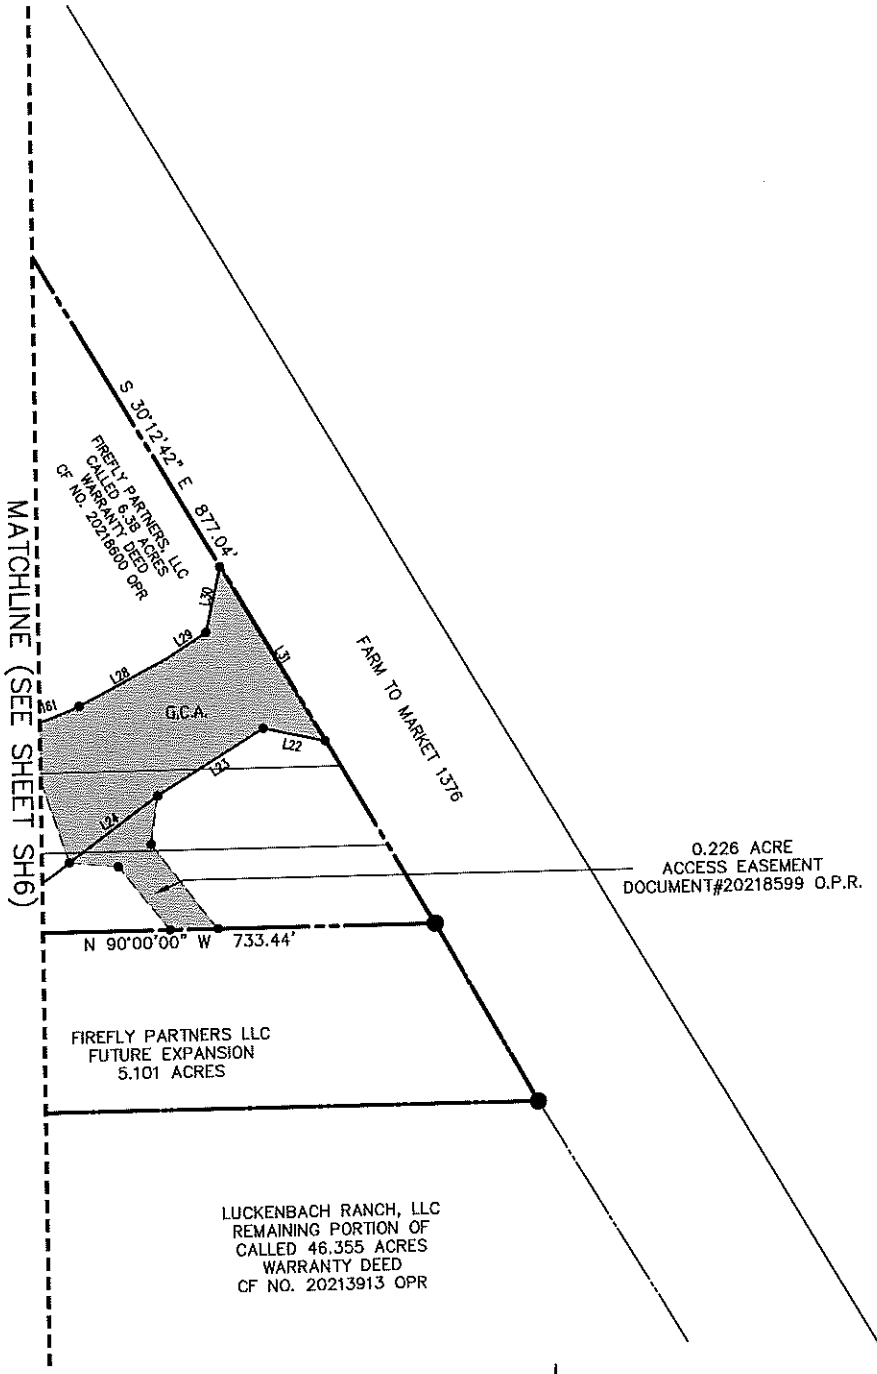 S 30°12'42" E 877.04'
FIREFLY PARTNERS, LLC
CALLED 6.38 ACRES
WARRANTY DEED
CF NO. 20218600 OPR
MATCHLINE (SEE SHEET SH6)
L30
L29
L28
L31
G.C.A.
L22
L23
L24
FARM TO MARKET 1376
0.226 ACRE
ACCESS EASEMENT
DOCUMENT#20218599 O.P.R.
N 90°00'00" W 733.44'
FIREFLY PARTNERS LLC
FUTURE EXPANSION
5.101 ACRES
LUCKENBACH RANCH, LLC
REMAINING PORTION OF
CALLED 46.355 ACRES
WARRANTY DEED
CF NO. 20213913 OPR